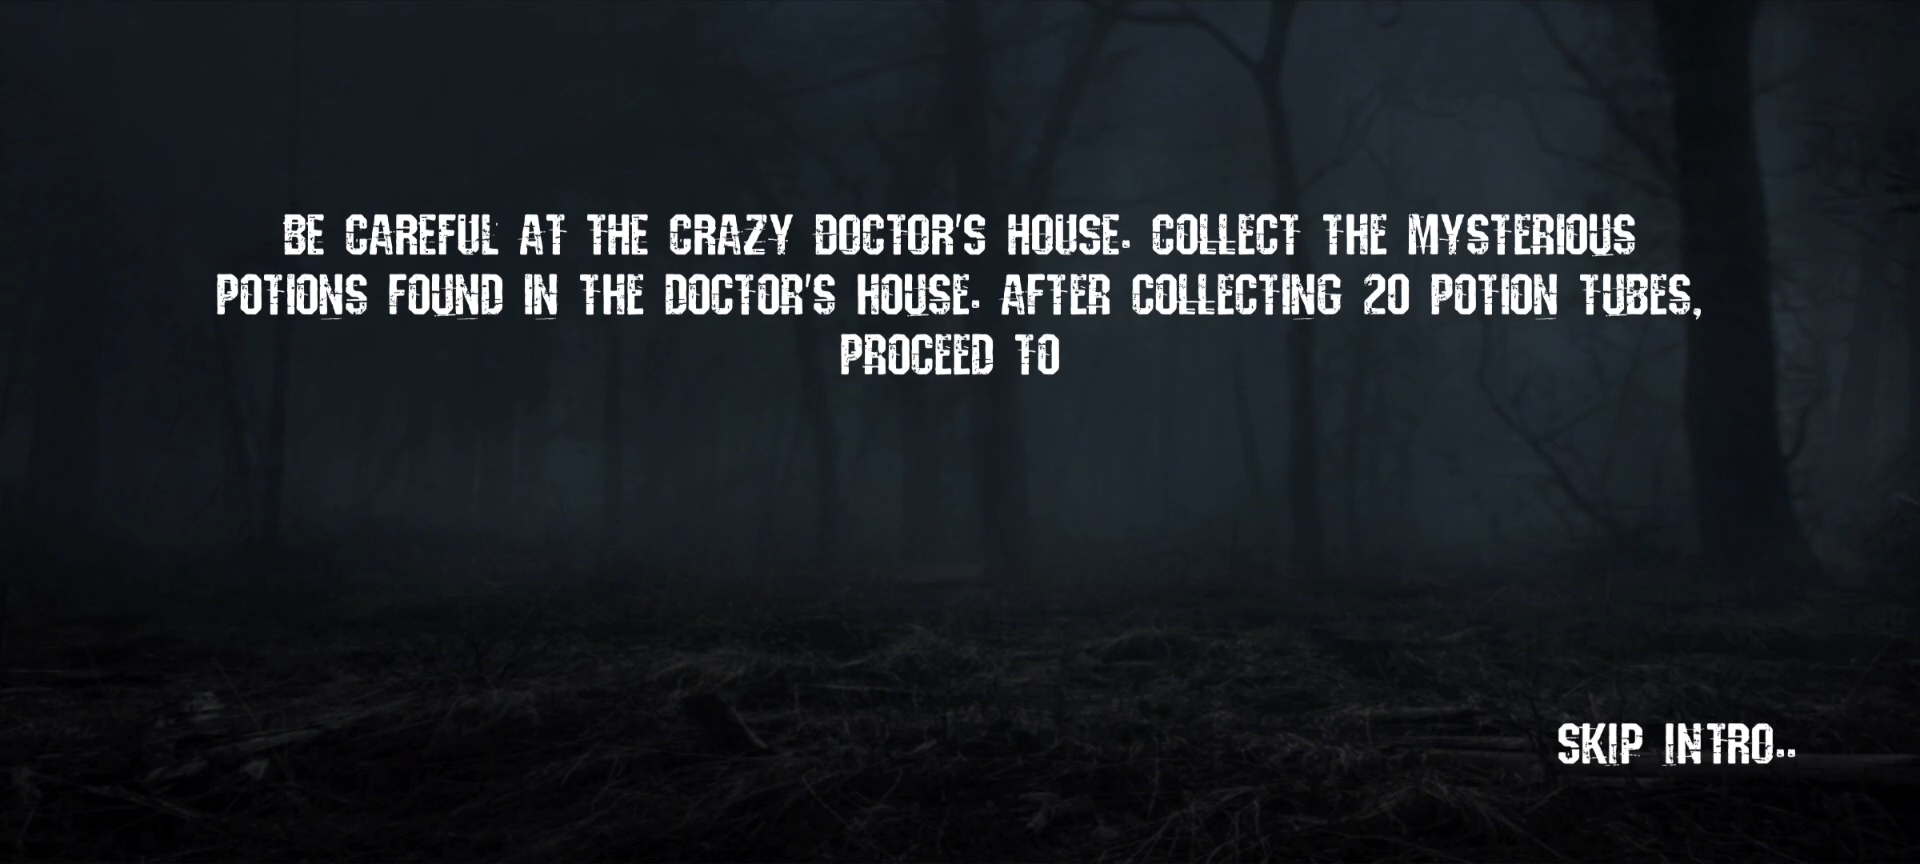 BE CAREFUL AT THE CRAZY DOCTOR'S HOUSE. COLLECT THE MYSTERIOUS
POTIONS FOUND IN THE DOCTOR'S HOUSE. AFTER COLLECTING 20 POTION TUBES,
PROCEED TO
SKIP INTRO..